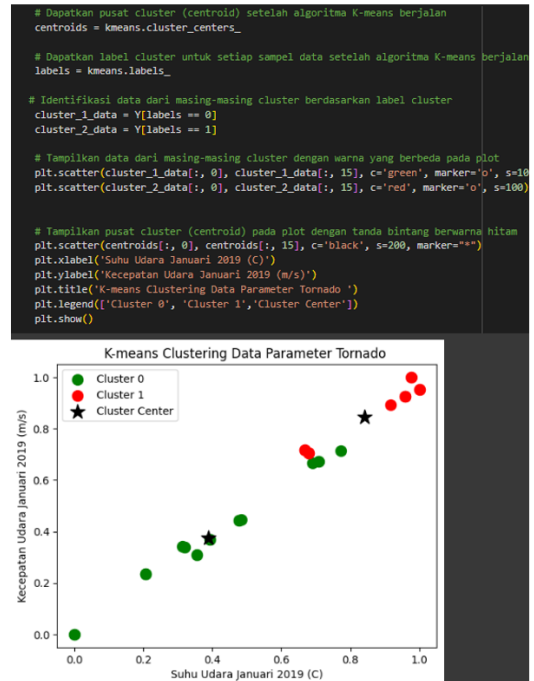 # Dapatkan pusat cluster (centroid) setelah algoritma K-means berjalan
centroids = kmeans.cluster_centers_
# Dapatkan label cluster untuk setiap sampel data setelah algoritma K-means berjalan
labels = kmeans.labels_
# Identifikasi data dari masing-masing cluster berdasarkan label cluster
cluster_1_data = Y[labels == 0]
cluster_2_data = Y[labels == 1]
# Tampilkan data dari masing-masing cluster dengan warna yang berbeda pada plot
plt.scatter(cluster_1_data[:, 0], cluster_1_data[:, 15], c='green', marker='o', s=10
plt.scatter(cluster_2_data[:, 0], cluster_2_data[:, 15], c='red', marker='o', s=100)
# Tampilkan pusat cluster (centroid) pada plot dengan tanda bintang berwarna hitam
plt.scatter(centroids[:, 0], centroids[:, 15], c='black', s=200, marker="*")
plt.xlabel('Suhu Udara Januari 2019 (C)')
plt.ylabel('Kecepatan Udara Januari 2019 (m/s)')
plt.title('K-means Clustering Data Parameter Tornado ')
plt.legend(['Cluster 0', 'Cluster 1','Cluster Center'])
plt.show()
K-means Clustering Data Parameter Tornado
Cluster 0
Cluster 1
Cluster Center
Kecepatan Udara Januari 2019 (m/s)
1.0
0.8
0.6
0.4
0.2
0.0
0.0 0.2 0.4 0.6 0.8 1.0
Suhu Udara Januari 2019 (C)